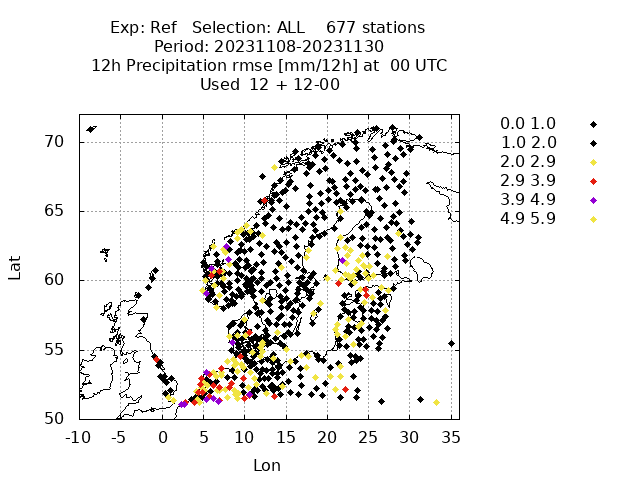 Exp: Ref   Selection: ALL    677 stations
Period: 20231108-20231130
12h Precipitation rmse [mm/12h] at  00 UTC
Used  12 + 12-00
0.0 1.0
1.0 2.0
2.0 2.9
2.9 3.9
3.9 4.9
4.9 5.9
70
65
60
55
50
Lat
-10 -5 0 5 10 15 20 25 30 35
Lon